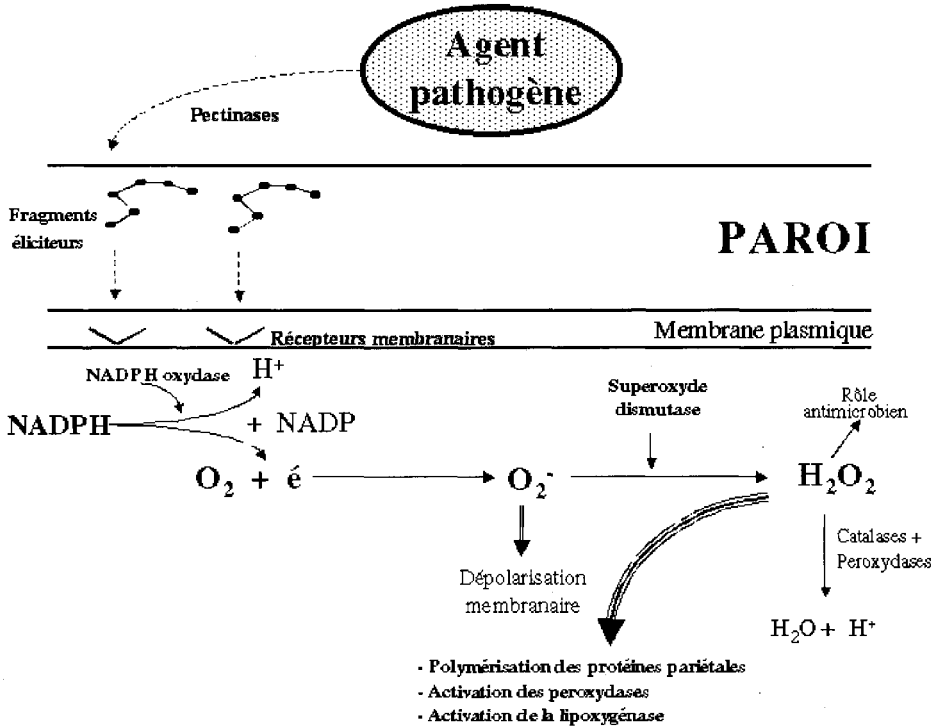 Agent
pathogène
Pectinases
Fragments
éliciteurs
PAROI
Membrane plasmique
Récepteurs membranaires
NADPH oxydase
H⁺
NADPH
+ NADP
O₂ + é
O₂⁻
Superoxyde
dismutase
H₂O₂
Rôle
antimicrobien
Catalases +
Peroxydases
H₂O + H⁺
Dépolarisation
membranaire
- Polymérisation des protéines pariétales
- Activation des peroxydases
- Activation de la lipoxygénase